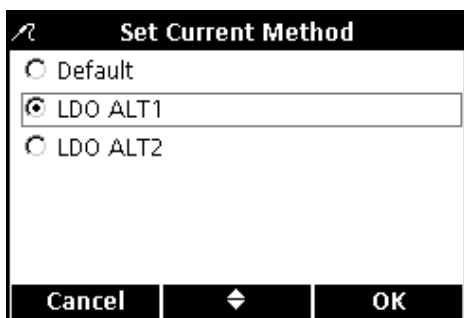 Set Current Method
Default
LDO ALT1
LDO ALT2
Cancel OK